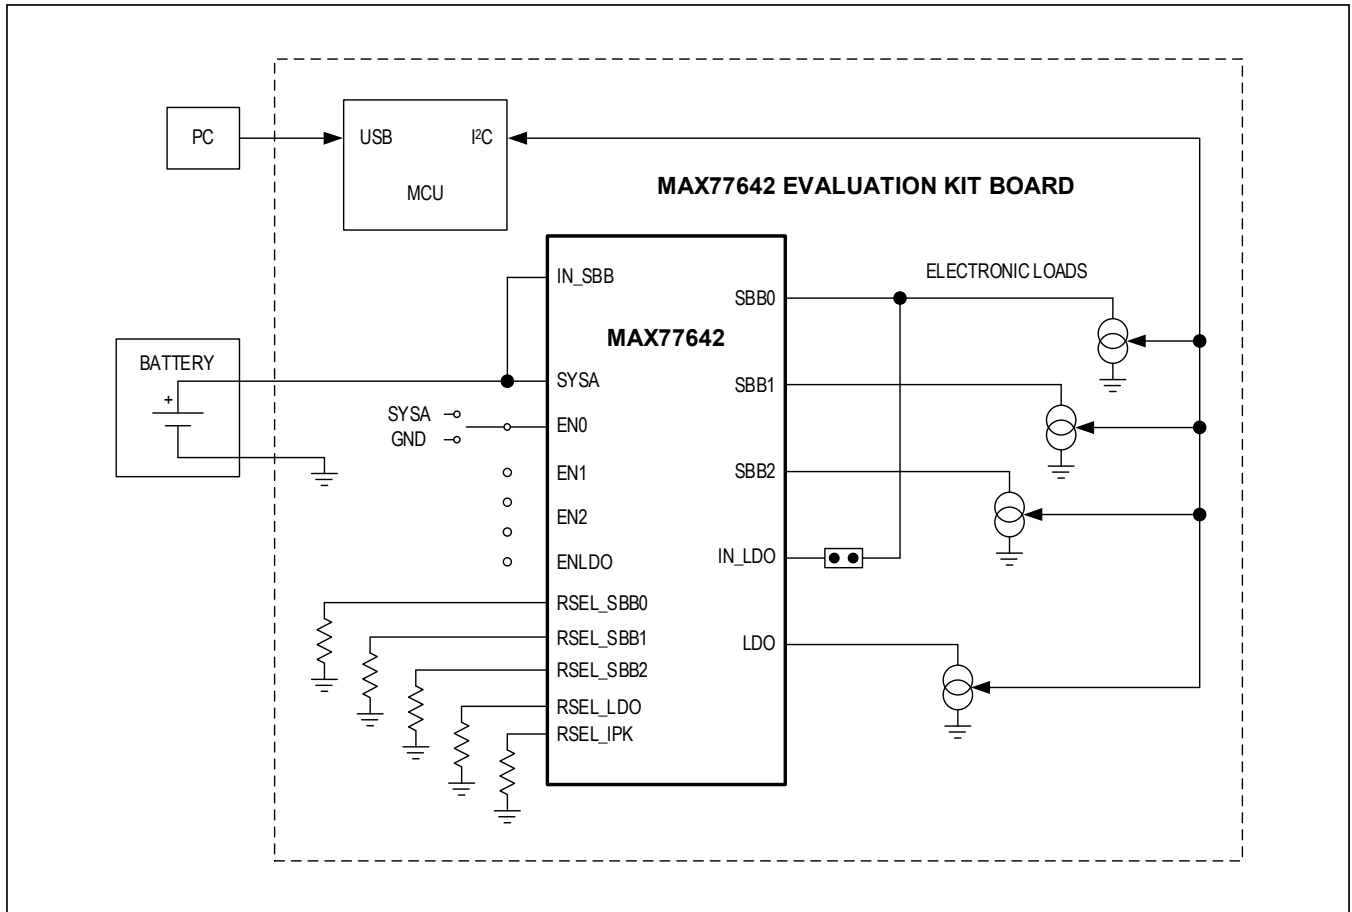 PC
USB
I²C
MCU
MAX77642 EVALUATION KIT BOARD
ELECTRONIC LOADS
BATTERY
+
SYSA
GND
MAX77642
IN_SBB
SYSA
EN0
EN1
EN2
ENLDO
RSEL_SBB0
RSEL_SBB1
RSEL_SBB2
RSEL_LDO
RSEL_IPK
SBB0
SBB1
SBB2
IN_LDO
LDO